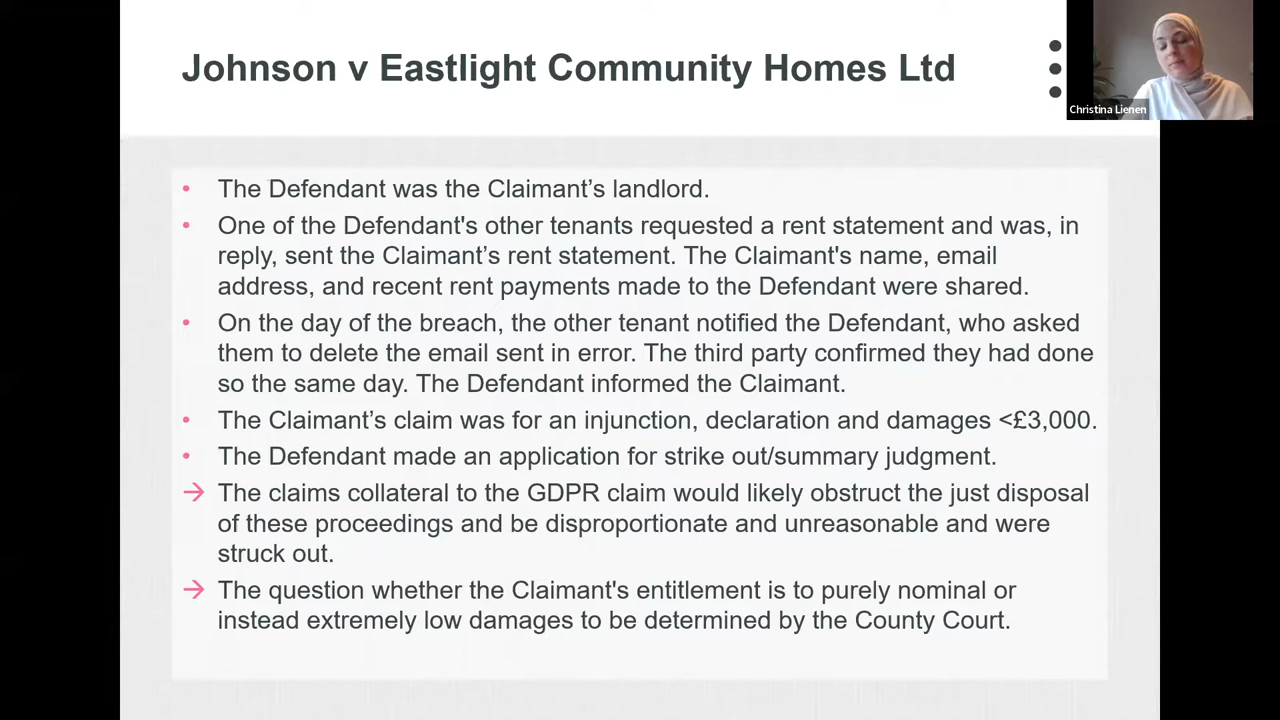 Johnson v Eastlight Community Homes Ltd
Christina Lienen
• The Defendant was the Claimant’s landlord.
• One of the Defendant's other tenants requested a rent statement and was, in
reply, sent the Claimant’s rent statement. The Claimant's name, email
address, and recent rent payments made to the Defendant were shared.
• On the day of the breach, the other tenant notified the Defendant, who asked
them to delete the email sent in error. The third party confirmed they had done
so the same day. The Defendant informed the Claimant.
• The Claimant’s claim was for an injunction, declaration and damages <£3,000.
• The Defendant made an application for strike out/summary judgment.
→ The claims collateral to the GDPR claim would likely obstruct the just disposal
of these proceedings and be disproportionate and unreasonable and were
struck out.
→ The question whether the Claimant's entitlement is to purely nominal or
instead extremely low damages to be determined by the County Court.